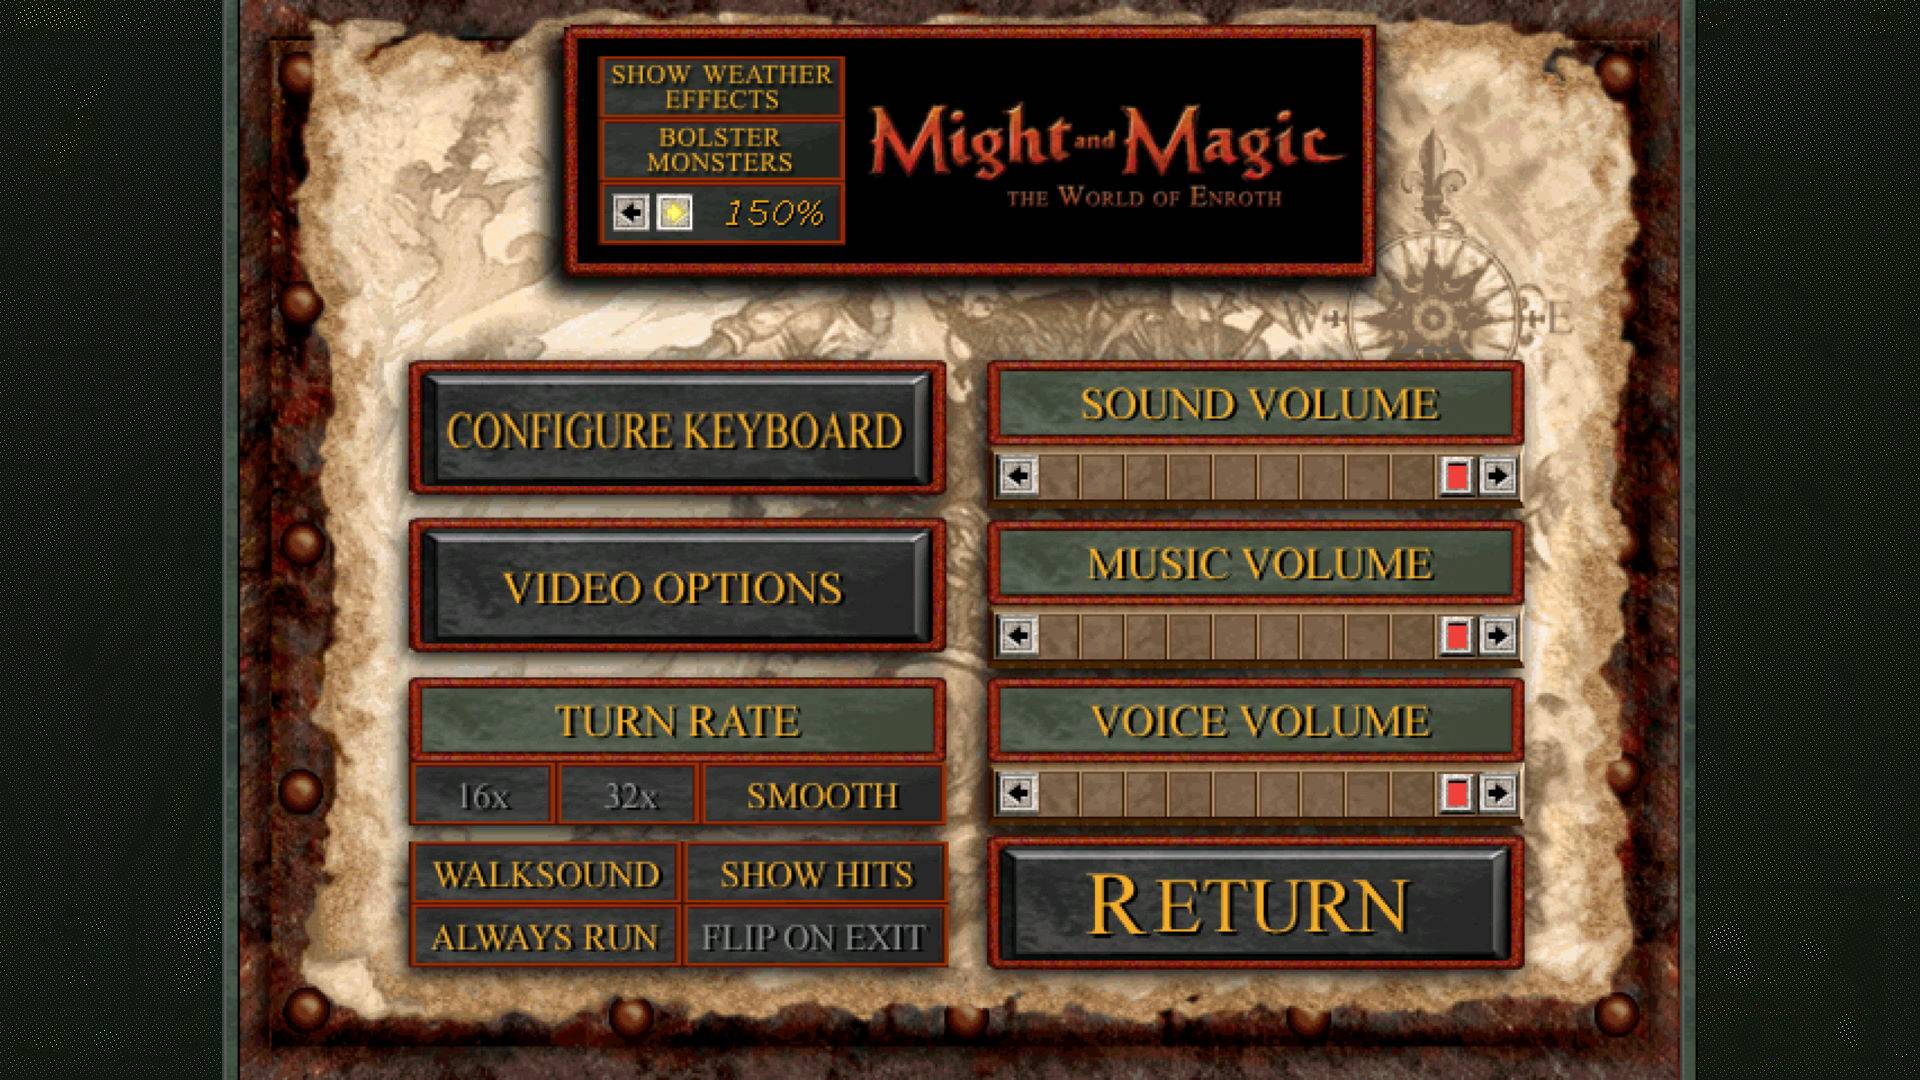 SHOW WEATHER
EFFECTS
BOLSTER
MONSTERS
150%
Might and Magic
THE WORLD OF ENROTH
W E
CONFIGURE KEYBOARD
SOUND VOLUME
VIDEO OPTIONS
MUSIC VOLUME
TURN RATE
VOICE VOLUME
16x 32x SMOOTH
WALKSOUND SHOW HITS
ALWAYS RUN FLIP ON EXIT
RETURN